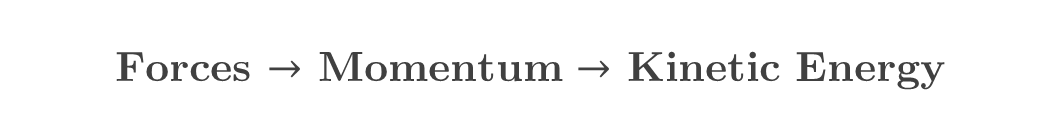 Forces → Momentum → Kinetic Energy